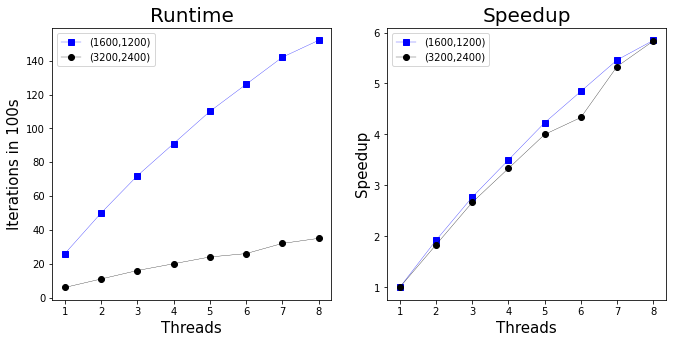 Runtime
(1600,1200)
(3200,2400)
Iterations in 100s
140
120
100
80
60
40
20
0
1 2 3 4 5 6 7 8
Threads
Speedup
(1600,1200)
(3200,2400)
Speedup
6
5
4
3
2
1
1 2 3 4 5 6 7 8
Threads